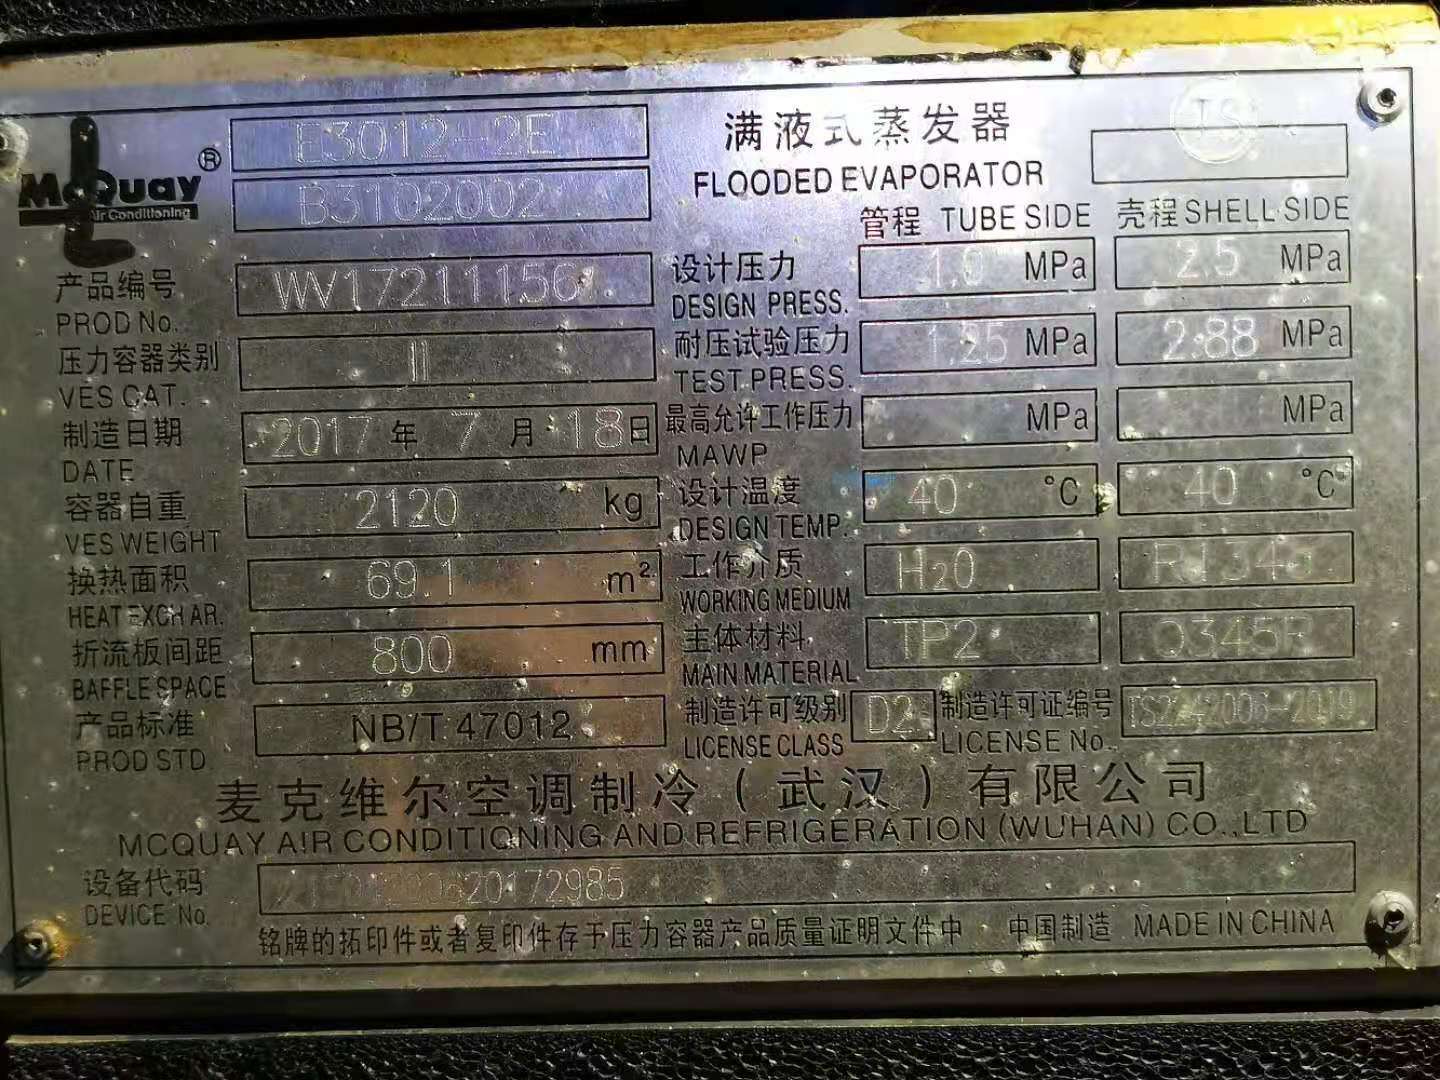 McQuay ®
Air Conditioning
E3012-2E
B3102002
满液式蒸发器
FLOODED EVAPORATOR
TS
管程 TUBE SIDE 壳程 SHELL SIDE
产品编号 PROD No. WV172111561
设计压力 DESIGN PRESS. 1.0 MPa 2.5 MPa
压力容器类别 VES CAT. II
耐压试验压力 TEST PRESS. 1.25 MPa 2.88 MPa
制造日期 DATE 2017 年 7 月 18 日
最高允许工作压力 MAWP MPa MPa
容器自重 VES WEIGHT 2120 kg
设计温度 DESIGN TEMP. 40 °C 40 °C
换热面积 HEAT EXCH AR. 69.1 m²
工作介质 WORKING MEDIUM H₂O
折流板间距 BAFFLE SPACE 800 mm
主体材料 MAIN MATERIAL TP2 Q345R
产品标准 PROD STD NB/T 47012
制造许可级别 LICENSE CLASS D2 制造许可证编号 LICENSE No.
麦克维尔空调制冷（武汉）有限公司
MCQUAY AIR CONDITIONING AND REFRIGERATION (WUHAN) CO.,LTD
设备代码 DEVICE No.
铭牌的拓印件或者复印件存于压力容器产品质量证明文件中 中国制造 MADE IN CHINA